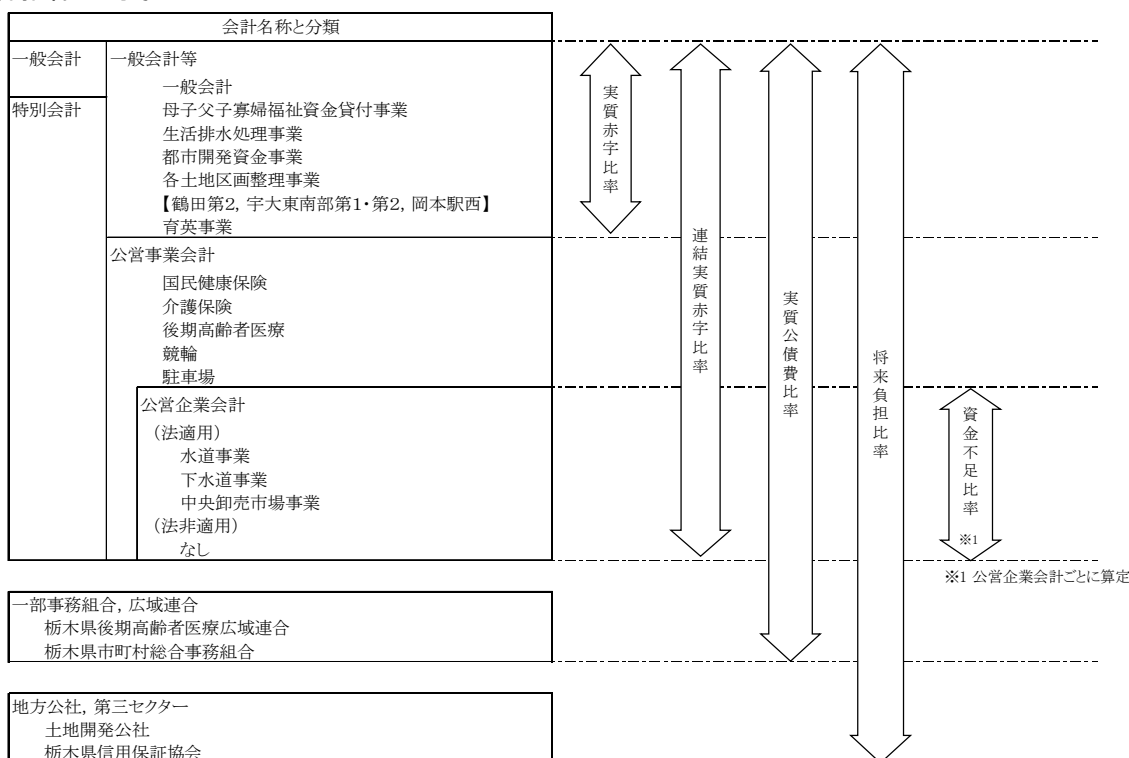 会計名称と分類
一般会計
一般会計等
一般会計
特別会計
母子父子寡婦福祉資金貸付事業
生活排水処理事業
都市開発資金事業
各土地区画整理事業
【鶴田第2, 宇大東南部第1・第2, 岡本駅西】
育英事業
公営事業会計
国民健康保険
介護保険
後期高齢者医療
競輪
駐車場
公営企業会計
(法適用)
水道事業
下水道事業
中央卸売市場事業
(法非適用)
なし
実質赤字比率
連結実質赤字比率
実質公債費比率
将来負担比率
資金不足比率
※1
※1 公営企業会計ごとに算定
一部事務組合, 広域連合
栃木県後期高齢者医療広域連合
栃木県市町村総合事務組合
地方公社, 第三セクター
土地開発公社
栃木県信用保証協会